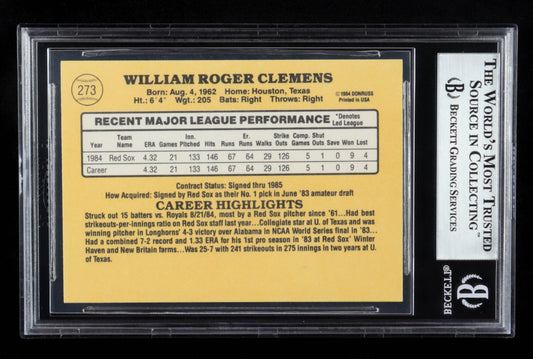 273
WILLIAM ROGER CLEMENS
Born: Aug. 4, 1962 Home: Houston, Texas
Ht.: 6'4" Wgt.: 205 Bats: Right Throws: Right
©1984 DONRUSS
Printed in USA
RECENT MAJOR LEAGUE PERFORMANCE *Denotes Led League
Year Team Name ERA Games Inn. Pitched Hits Runs Er. Runs Walks Strike Outs Comp. Games Shut Outs Save Won Lost
1984 Red Sox 4.32 21 133 146 67 64 29 126 5 1 0 9 4
Career 4.32 21 133 146 67 64 29 126 5 1 0 9 4
Contract Status: Signed thru 1985
How Acquired: Signed by Red Sox as their No. 1 pick in June '83 amateur draft
CAREER HIGHLIGHTS
Struck out 15 batters vs. Royals 8/21/84, most by a Red Sox pitcher since '61...Had best
strikeouts-per-innings ratio on Red Sox staff last year...Collegiate star at U. of Texas and was
winning pitcher in Longhorns' 4-3 victory over Alabama in NCAA World Series final in '83...
Had a combined 7-2 record and 1.33 ERA for his 1st pro season in '83 at Red Sox' Winter
Haven and New Britain farms...Was 25-7 with 241 strikeouts in 275 innings in two years at U.
of Texas.
THE WORLD'S MOST TRUSTED
SOURCE IN COLLECTING™
B BECKETT GRADING SERVICES
BECKETT®
B